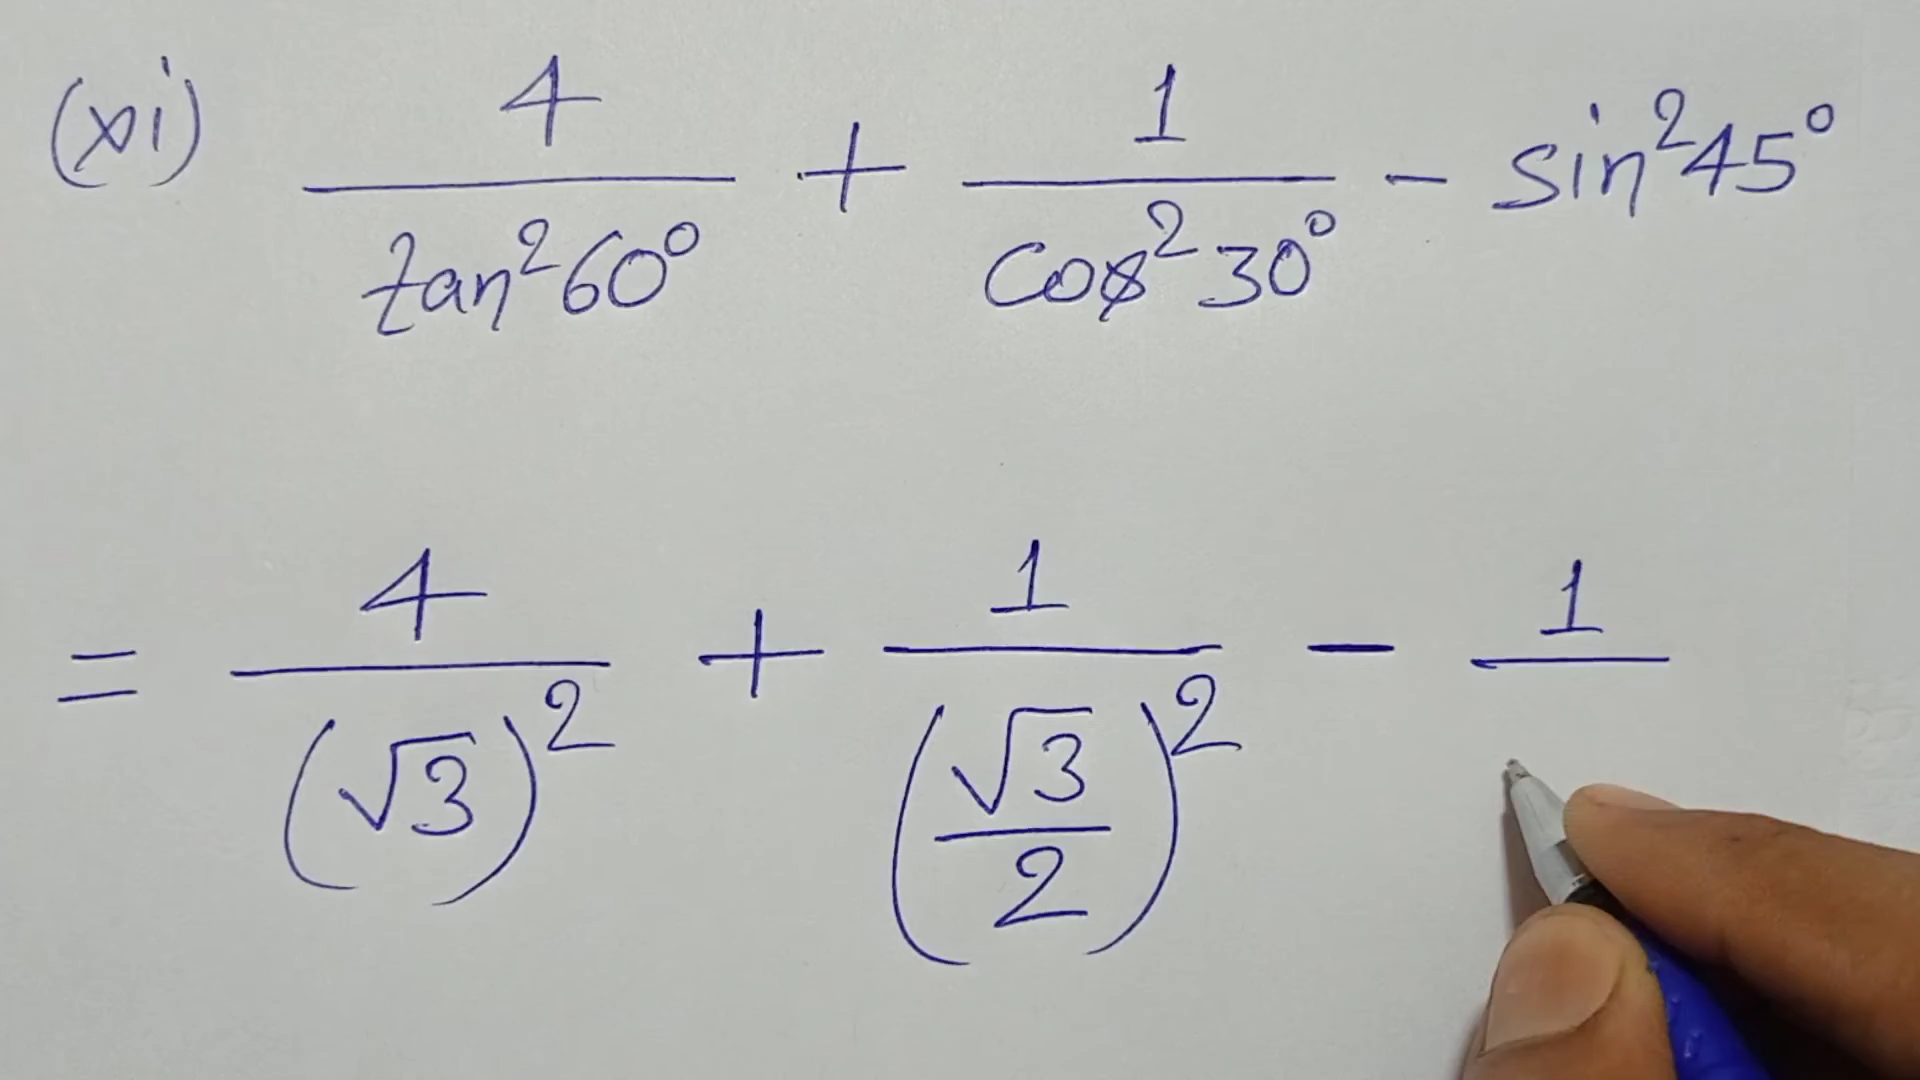 (xi) 4/tan²60° + 1/cos²30° - sin²45°
= 4/(√3)² + 1/(√3/2)² - 1/